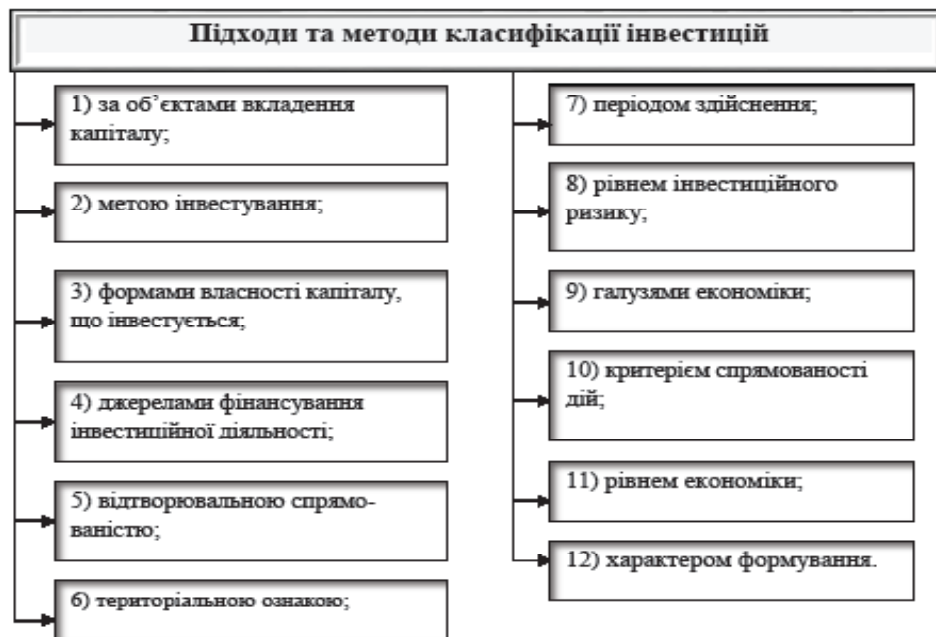 Підходи та методи класифікації інвестицій
1) за об’єктами вкладення
капіталу;
2) метою інвестування;
3) формами власності капіталу,
що інвестується;
4) джерелами фінансування
інвестиційної діяльності;
5) відтворювальною спрямо-
ваністю;
6) територіальною ознакою;
7) періодом здійснення;
8) рівнем інвестиційного
ризику;
9) галузями економіки;
10) критерієм спрямованості
дій;
11) рівнем економіки;
12) характером формування.